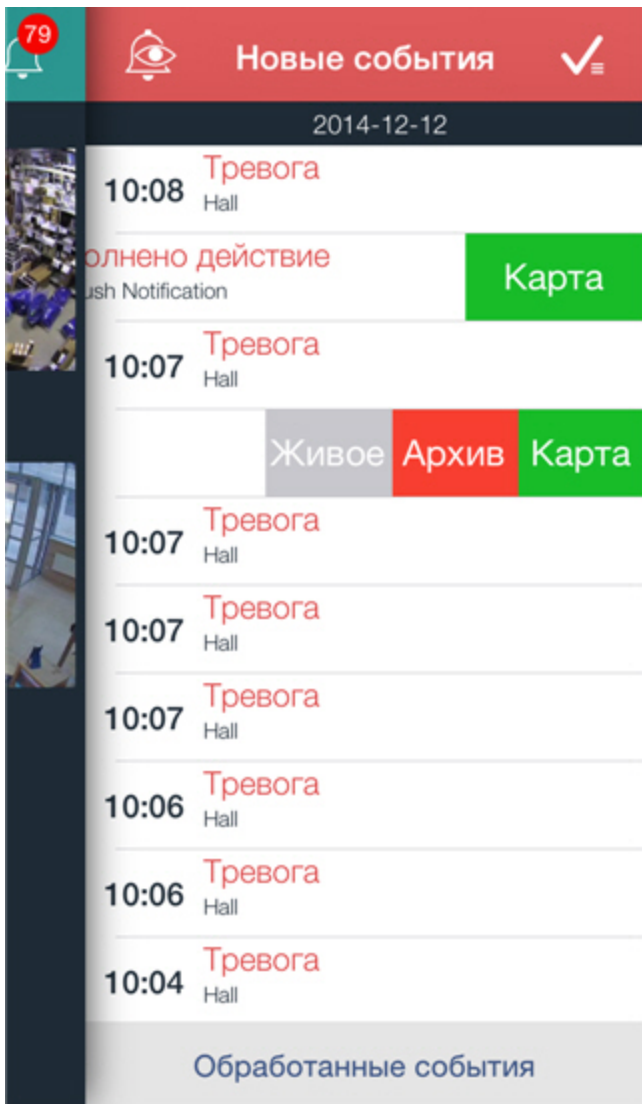 79
Новые события
2014-12-12
10:08
Тревога
Hall
олнено действие
ush Notification
Карта
10:07
Тревога
Hall
Живое Архив Карта
10:07
Тревога
Hall
10:07
Тревога
Hall
10:07
Тревога
Hall
10:06
Тревога
Hall
10:06
Тревога
Hall
10:04
Тревога
Hall
Обработанные события